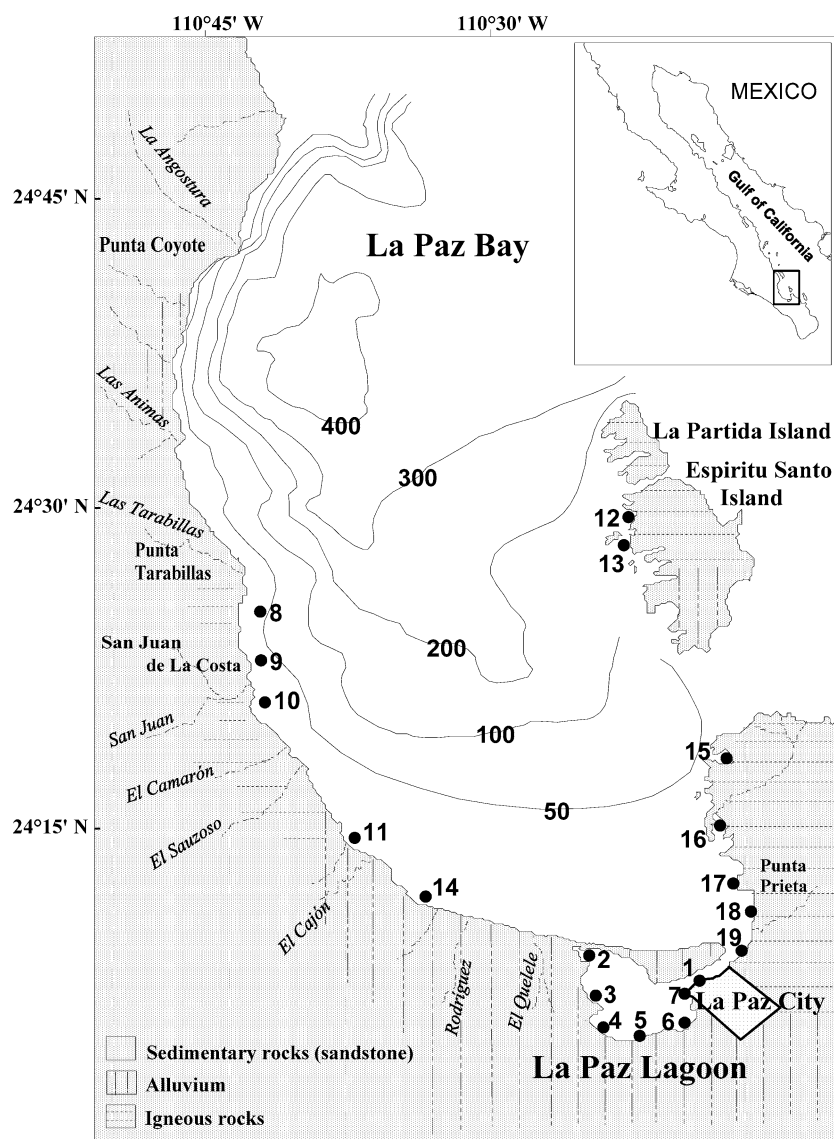 110°45' W
110°30' W
MEXICO
Gulf of California
La Angostura
24°45' N
Punta Coyote
La Paz Bay
Las Animas
400
La Partida Island
300
Espiritu Santo
Island
24°30' N
Las Tarabillas
12
Punta
Tarabillas
13
8
200
San Juan
de La Costa
9
10
San Juan
100
15
El Camarón
50
24°15' N
El Sauzoso
11
16
Punta
Prieta
17
14
18
El Cajón
19
2
1
Rodriguez
El Quelele
3
7
La Paz City
4
5
6
La Paz Lagoon
Sedimentary rocks (sandstone)
Alluvium
Igneous rocks